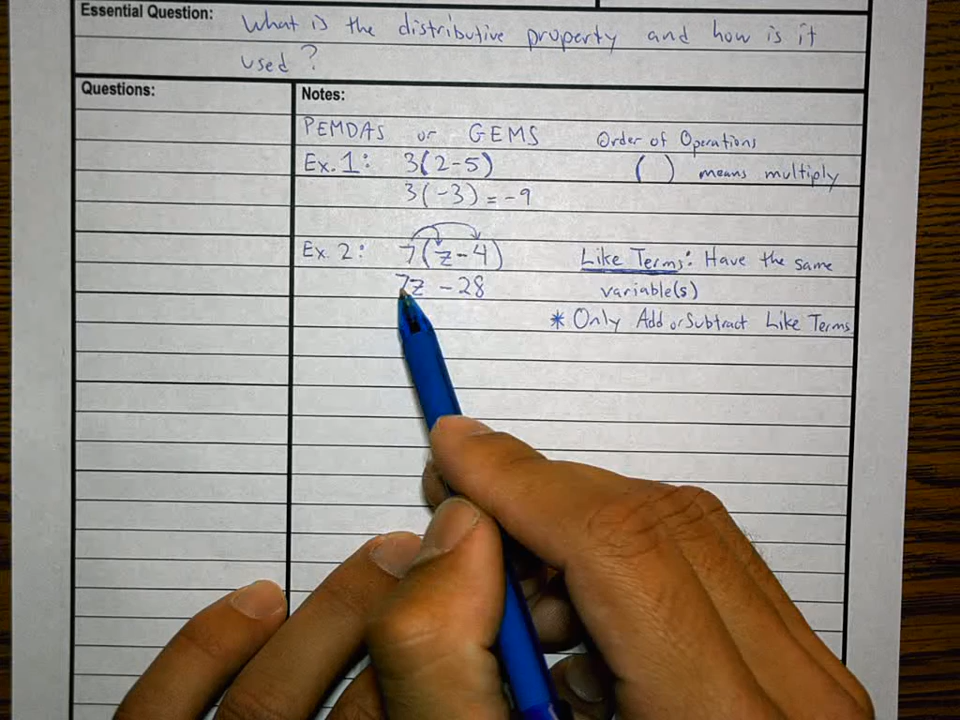 Essential Question: What is the distributive property and how is it
used?
Questions:
Notes:
PEMDAS or GEMS Order of Operations
Ex. 1: 3(2-5) ( ) means multiply
3(-3) = -9
Ex. 2: 7(z-4) Like Terms: Have the same
7z - 28 variable(s)
* Only Add or Subtract Like Terms